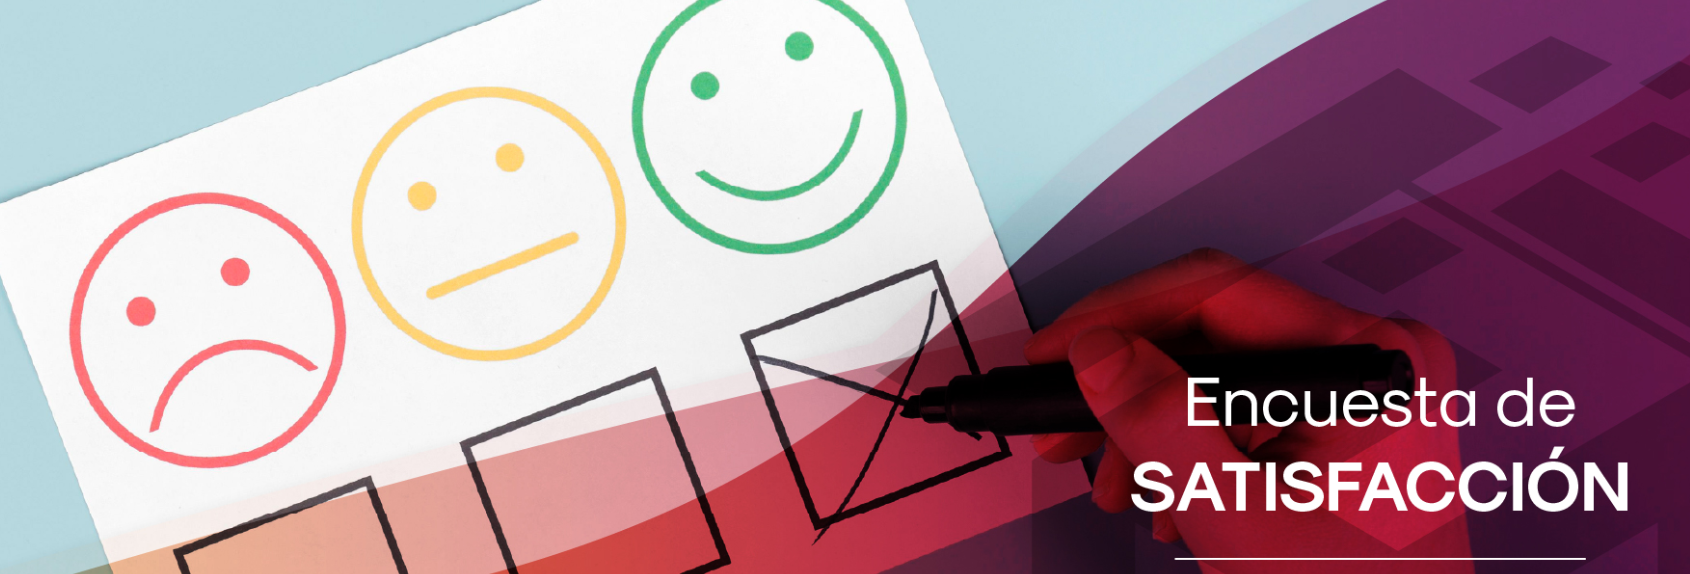 Encuesta de
SATISFACCIÓN